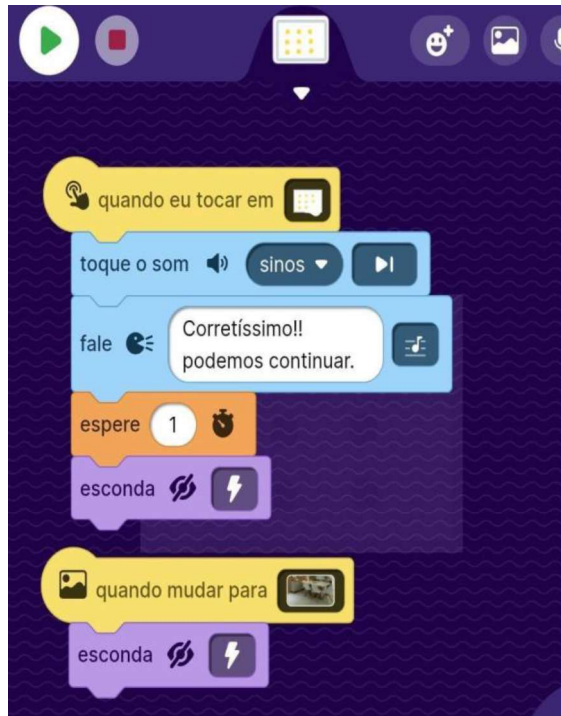 quando eu tocar em
toque o som sinos
fale Corretíssimo!!
podemos continuar.
espere 1
esconda
quando mudar para
esconda